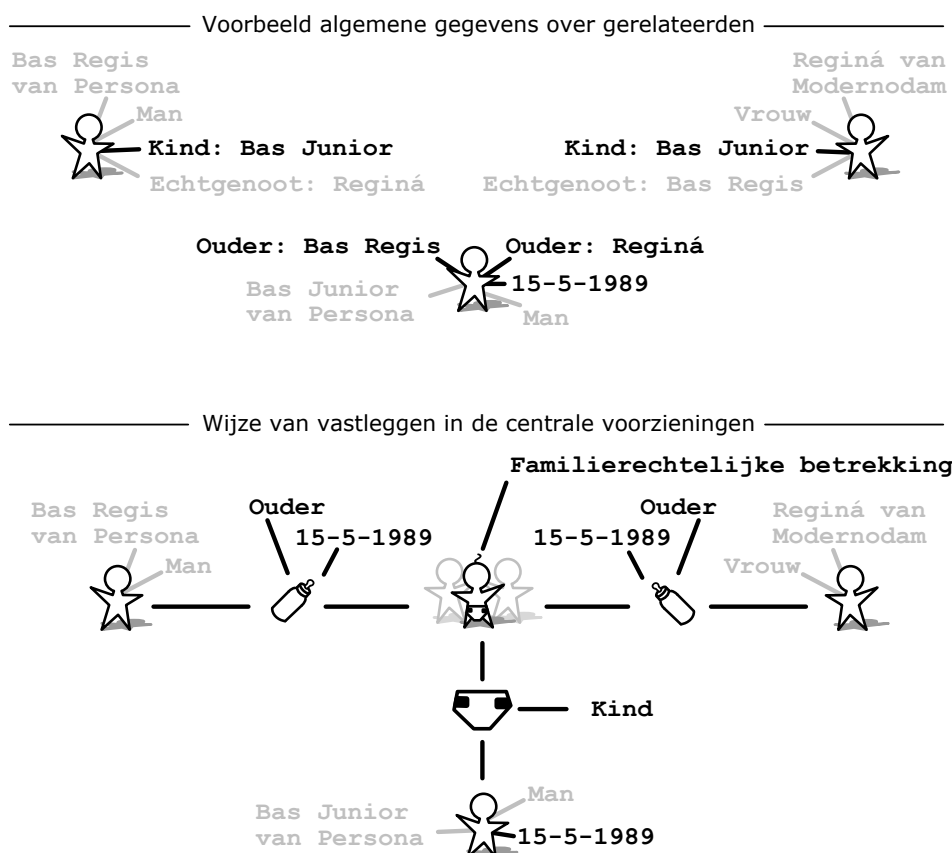 Voorbeeld algemene gegevens over gerelateerden
Bas Regis
van Persona
Man
Kind: Bas Junior
Echtgenoot: Reginá
Reginá van
Modernodam
Vrouw
Kind: Bas Junior
Echtgenoot: Bas Regis
Ouder: Bas Regis
Ouder: Reginá
15-5-1989
Bas Junior
van Persona
Man
Wijze van vastleggen in de centrale voorzieningen
Familierechtelijke betrekking
Bas Regis
van Persona
Man
Ouder
15-5-1989
Ouder
15-5-1989
Reginá van
Modernodam
Vrouw
Kind
Man
Bas Junior
van Persona
15-5-1989